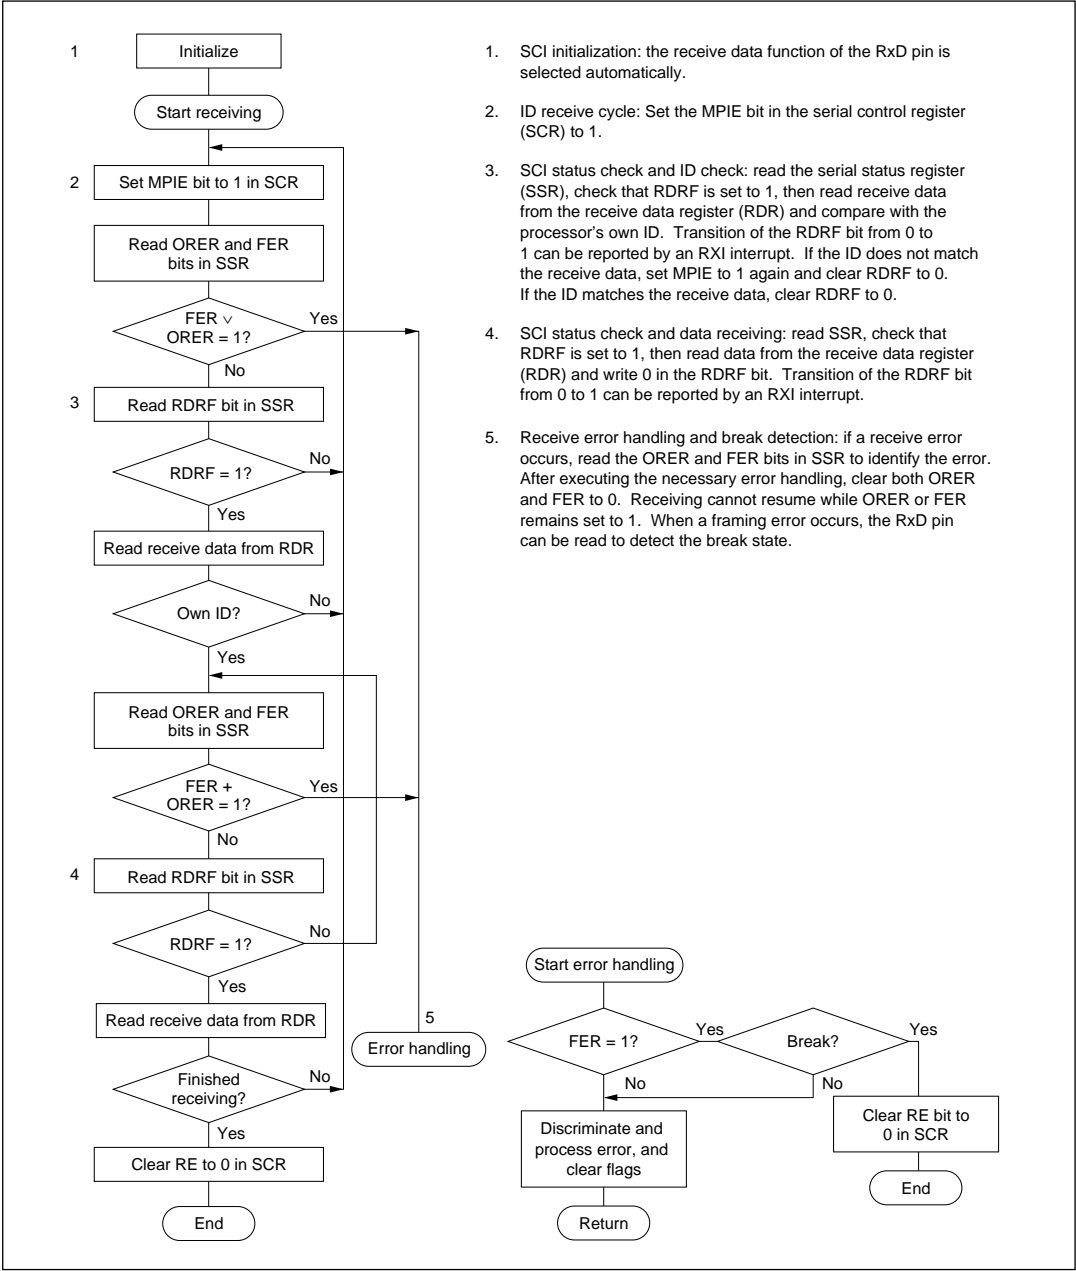 1
Initialize
Start receiving
2
Set MPIE bit to 1 in SCR
Read ORER and FER
bits in SSR
FER ∨
ORER = 1?
Yes
No
3
Read RDRF bit in SSR
RDRF = 1?
No
Yes
Read receive data from RDR
Own ID?
No
Yes
Read ORER and FER
bits in SSR
FER +
ORER = 1?
Yes
No
4
Read RDRF bit in SSR
RDRF = 1?
No
Yes
Read receive data from RDR
Finished
receiving?
No
Yes
Clear RE to 0 in SCR
End
5
Error handling
1. SCI initialization: the receive data function of the RxD pin is
selected automatically.
2. ID receive cycle: Set the MPIE bit in the serial control register
(SCR) to 1.
3. SCI status check and ID check: read the serial status register
(SSR), check that RDRF is set to 1, then read receive data
from the receive data register (RDR) and compare with the
processor's own ID. Transition of the RDRF bit from 0 to
1 can be reported by an RXI interrupt. If the ID does not match
the receive data, set MPIE to 1 again and clear RDRF to 0.
If the ID matches the receive data, clear RDRF to 0.
4. SCI status check and data receiving: read SSR, check that
RDRF is set to 1, then read data from the receive data register
(RDR) and write 0 in the RDRF bit. Transition of the RDRF bit
from 0 to 1 can be reported by an RXI interrupt.
5. Receive error handling and break detection: if a receive error
occurs, read the ORER and FER bits in SSR to identify the error.
After executing the necessary error handling, clear both ORER
and FER to 0. Receiving cannot resume while ORER or FER
remains set to 1. When a framing error occurs, the RxD pin
can be read to detect the break state.
Start error handling
FER = 1?
Yes
No
Break?
Yes
No
Discriminate and
process error, and
clear flags
Return
Clear RE bit to
0 in SCR
End